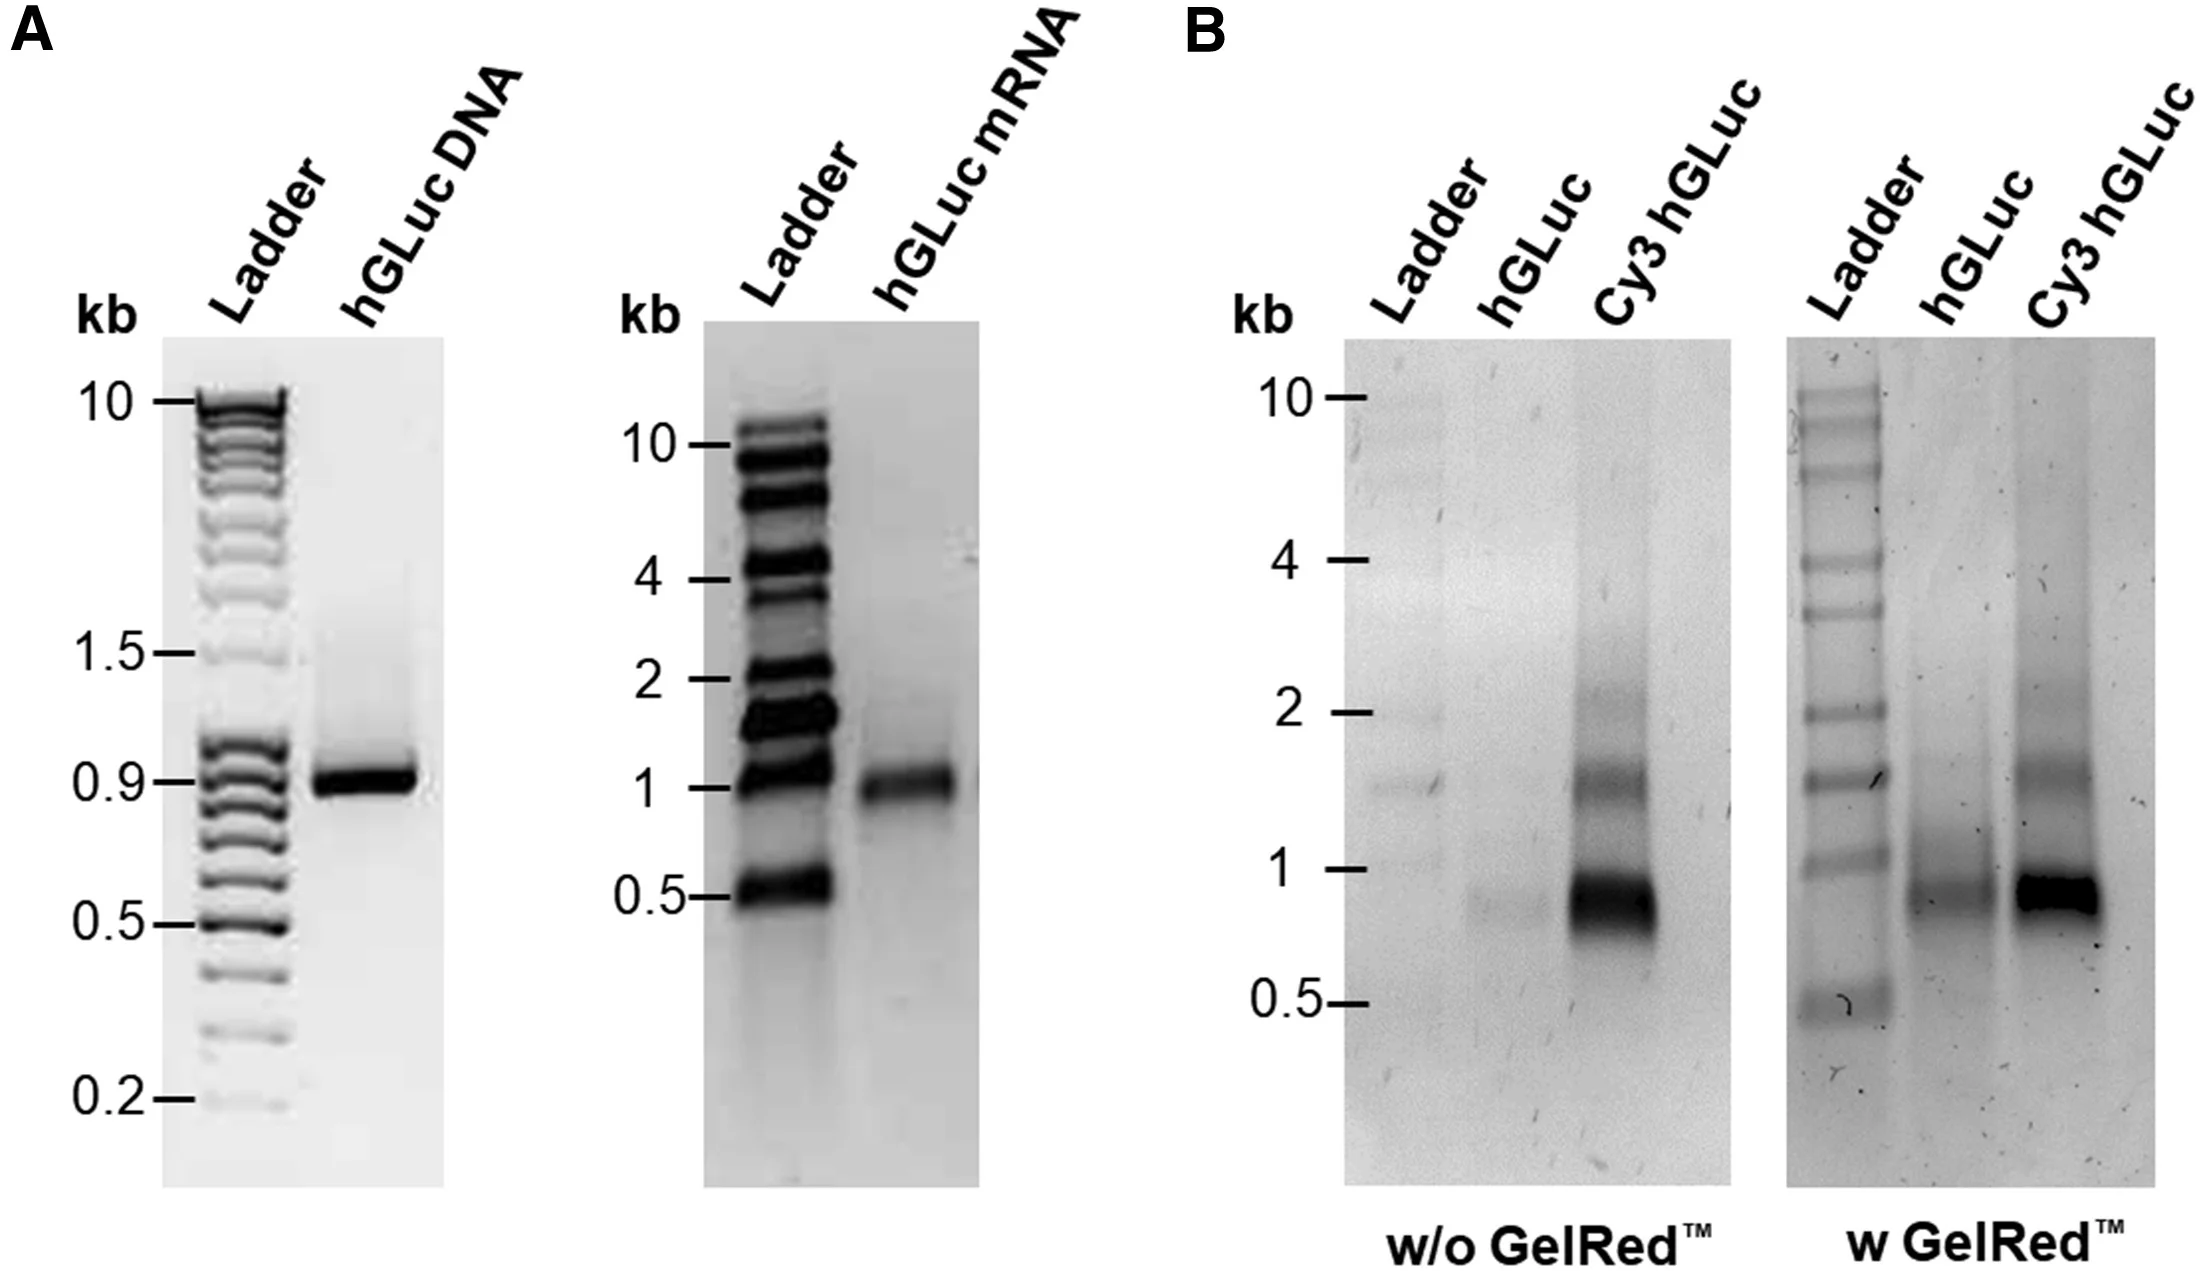 A
B
kb
Ladder
hGLuc DNA
10
1.5
0.9
0.5
0.2
kb
Ladder
hGLuc mRNA
10
4
2
1
0.5
kb
Ladder
hGLuc
Cy3 hGLuc
10
4
2
1
0.5
w/o GelRed™
Ladder
hGLuc
Cy3 hGLuc
w GelRed™